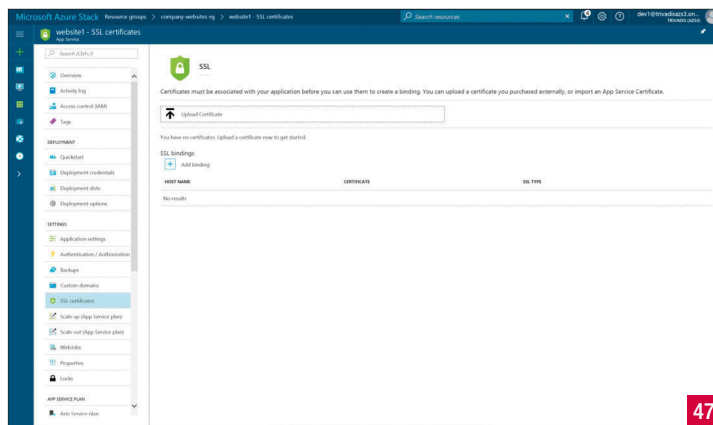 Microsoft Azure Stack Resource groups > company-websites-rg > website1 - SSL certificates
Search resources
dev1@trivadisazs3.on...
TRIVADIS (AZS3)
website1 - SSL certificates
App Service
Search (Ctrl+/)
Overview
Activity log
Access control (IAM)
Tags
DEPLOYMENT
Quickstart
Deployment credentials
Deployment slots
Deployment options
SETTINGS
Application settings
Authentication / Authorization
Backups
Custom domains
SSL certificates
Scale up (App Service plan)
Scale out (App Service plan)
WebJobs
Properties
Locks
APP SERVICE PLAN
App Service plan
SSL
Certificates must be associated with your application before you can use them to create a binding. You can upload a certificate you purchased externally, or import an App Service Certificate.
Upload Certificate
You have no certificates. Upload a certificate now to get started.
SSL bindings
Add binding
HOST NAME CERTIFICATE SSL TYPE
No results
47